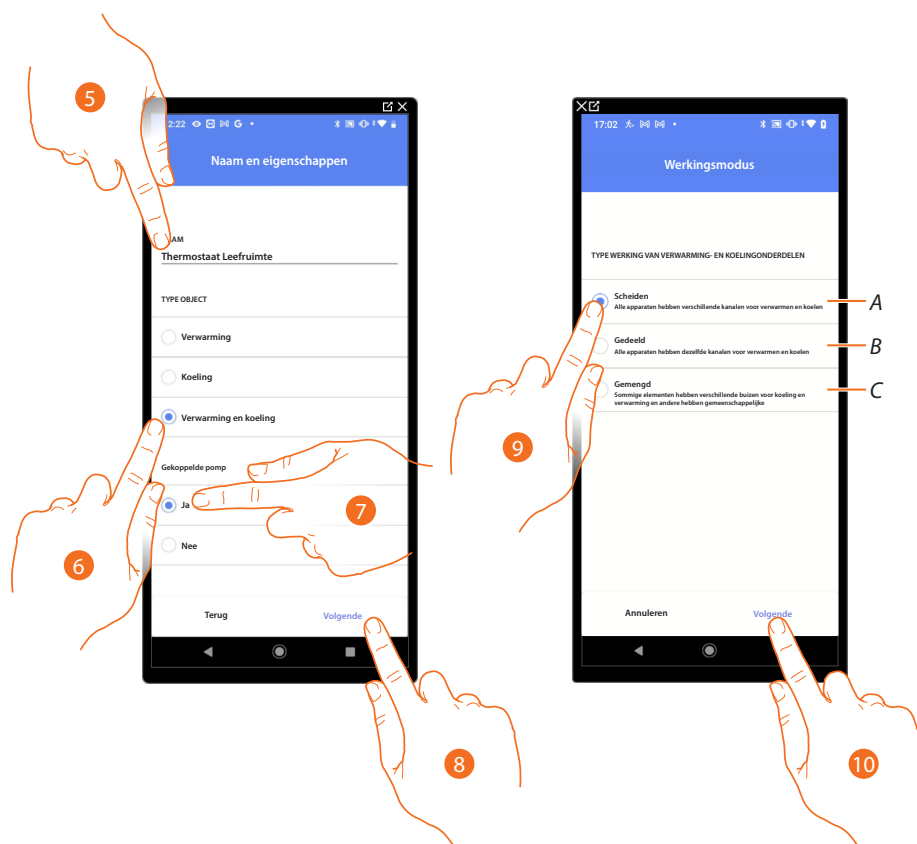 5
2:22 G
Naam en eigenschappen
AM
Thermostaat Leefruimte
TYPE OBJECT
Verwarming
Koeling
Verwarming en koeling
Gekoppelde pomp
Ja
Nee
6
7
Terug Volgende
8
17:02
Werkingsmodus
TYPE WERKING VAN VERWARMING- EN KOELINGONDERDELEN
Scheiden
Alle apparaten hebben verschillende kanalen voor verwarmen en koelen
A
Gedeeld
Alle apparaten hebben dezelfde kanalen voor verwarmen en koelen
B
Gemengd
Sommige elementen hebben verschillende buizen voor koeling en
verwarming en andere hebben gemeenschappelijke
C
9
Annuleren Volgende
10